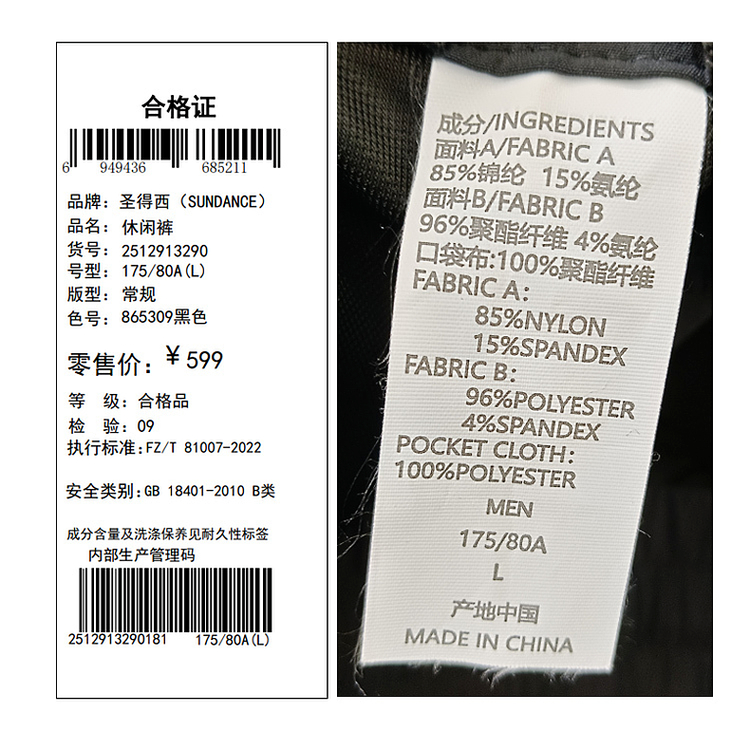 合格证
6 949436 685211
品牌：圣得西（SUNDANCE）
品名：休闲裤
货号：2512913290
号型：175/80A(L)
版型：常规
色号：865309黑色
零售价：￥599
等 级：合格品
检 验：09
执行标准：FZ/T 81007-2022
安全类别：GB 18401-2010 B类
成分含量及洗涤保养见耐久性标签
内部生产管理码
2512913290181 175/80A(L)
成分/INGREDIENTS
面料A/FABRIC A
85%锦纶 15%氨纶
面料B/FABRIC B
96%聚酯纤维 4%氨纶
口袋布:100%聚酯纤维
FABRIC A:
85%NYLON
15%SPANDEX
FABRIC B:
96%POLYESTER
4%SPANDEX
POCKET CLOTH:
100%POLYESTER
MEN
175/80A
L
产地中国
MADE IN CHINA